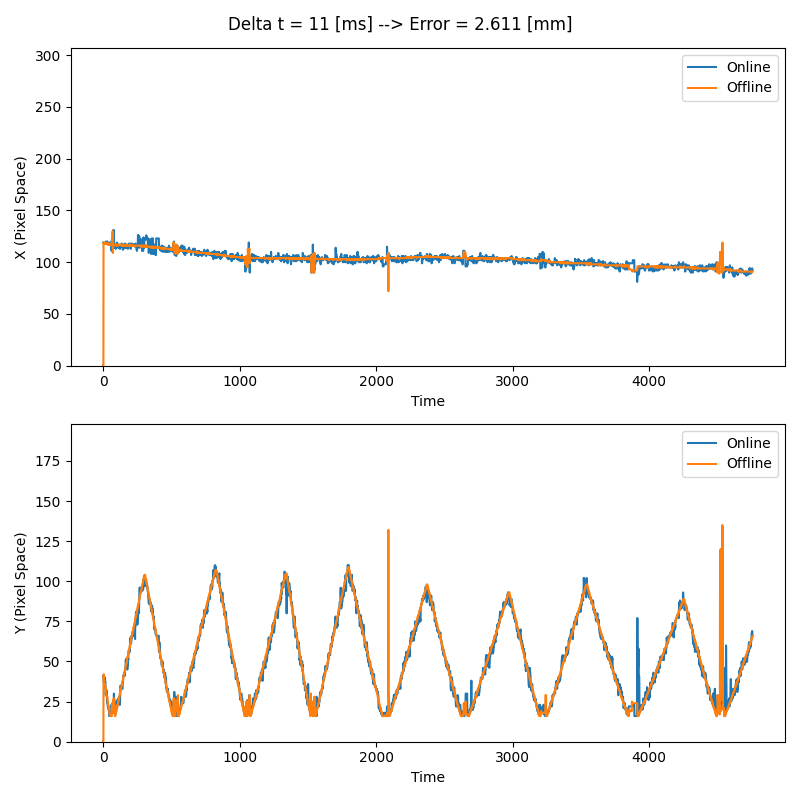 Delta t = 11 [ms] --> Error = 2.611 [mm]
300
250
200
150
100
50
0
X (Pixel Space)
Online
Offline
0
1000
2000
3000
4000
Time
175
150
125
100
75
50
25
0
Y (Pixel Space)
Online
Offline
0
1000
2000
3000
4000
Time